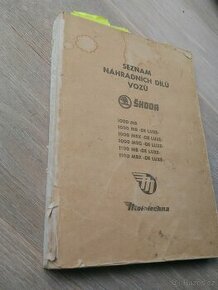 SEZNAM
NÁHRADNÍCH DÍLŮ
VOZŮ
ŠKODA
1000 MB
1000 MB -DE LUXE-
1000 MBX -DE LUXE-
1000 MBG -DE LUXE-
1100 MB -DE LUXE-
1100 MBX -DE LUXE-
Mototechna